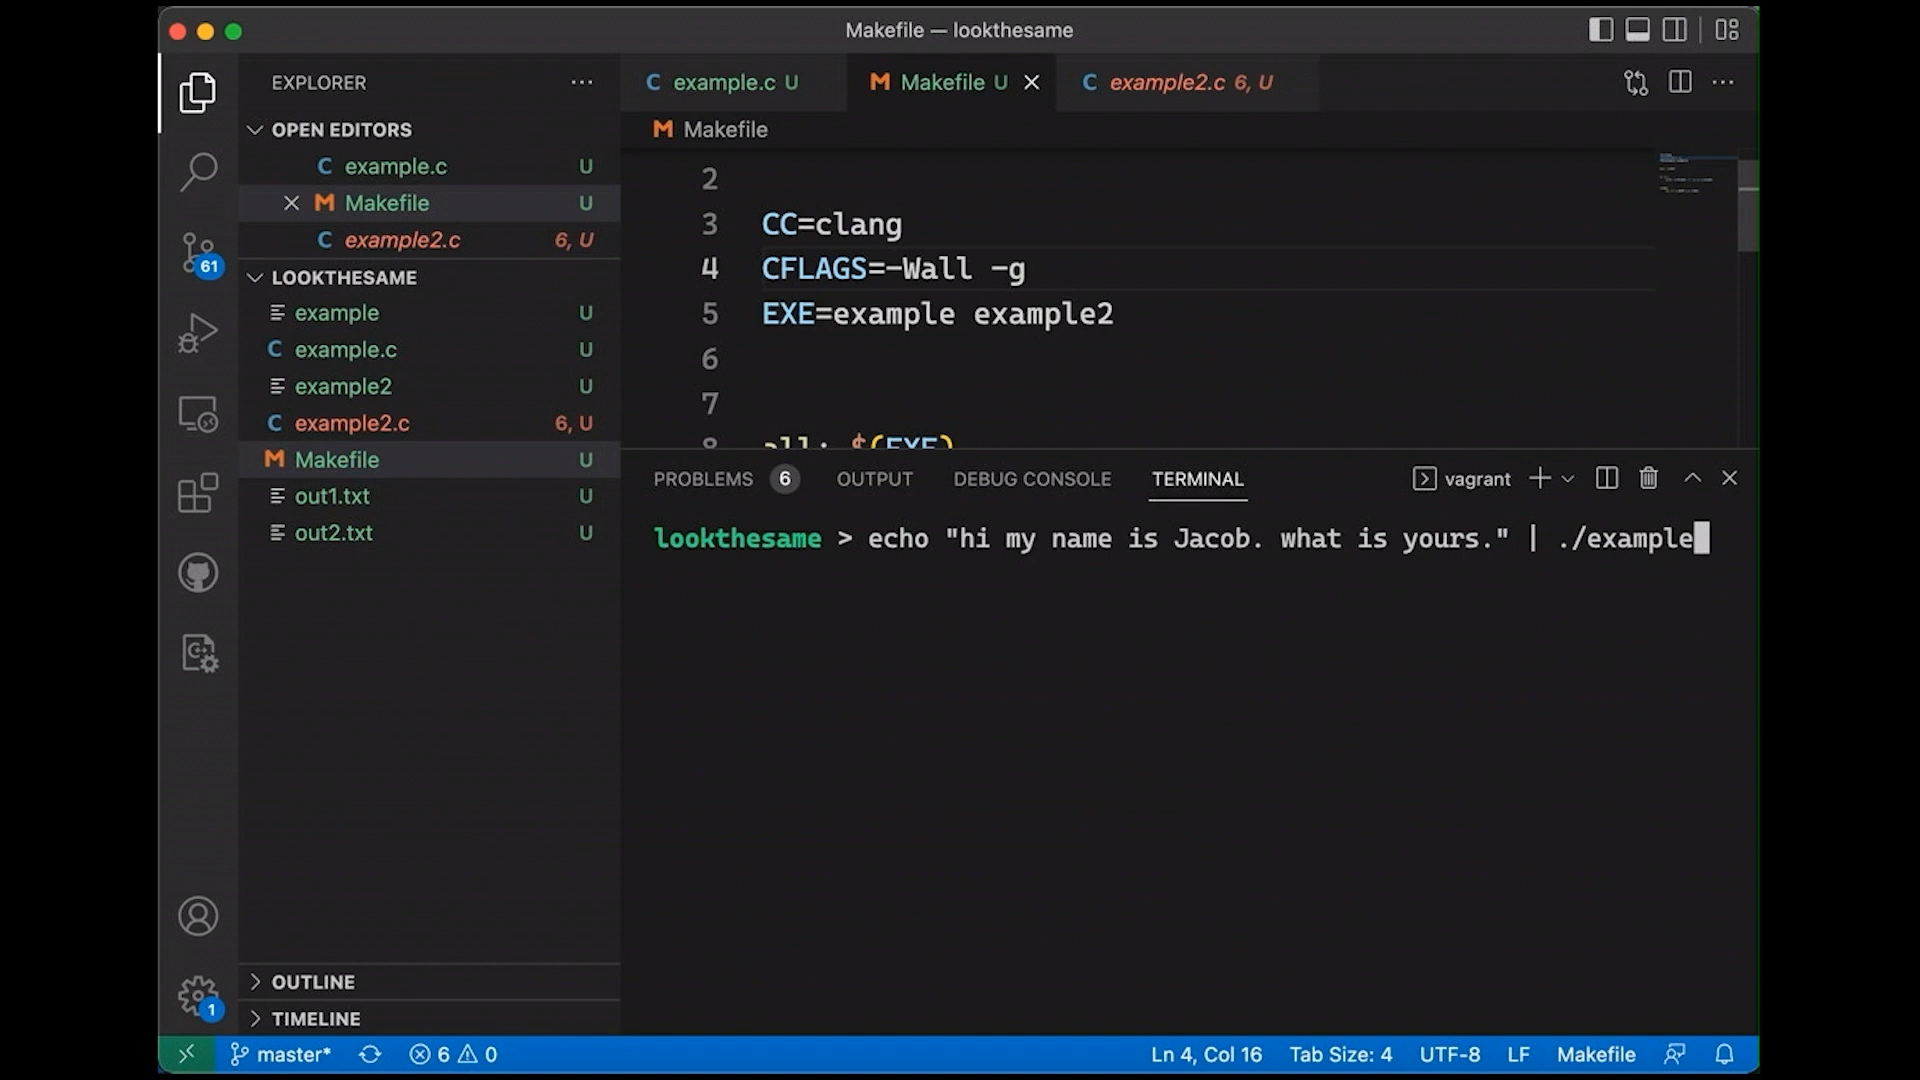 Makefile — lookthesame
EXPLORER
OPEN EDITORS
C example.c U
M Makefile U
C example2.c 6, U
LOOKTHESAME
example U
C example.c U
example2 U
C example2.c 6, U
M Makefile U
out1.txt U
out2.txt U
OUTLINE
TIMELINE
61
1
C example.c U
M Makefile U
C example2.c 6, U
M Makefile
2
3 CC=clang
4 CFLAGS=-Wall -g
5 EXE=example example2
6
7
8 all: $(EXE)
PROBLEMS 6 OUTPUT DEBUG CONSOLE TERMINAL vagrant
lookthesame > echo "hi my name is Jacob. what is yours." | ./example
master* 6 0 Ln 4, Col 16 Tab Size: 4 UTF-8 LF Makefile